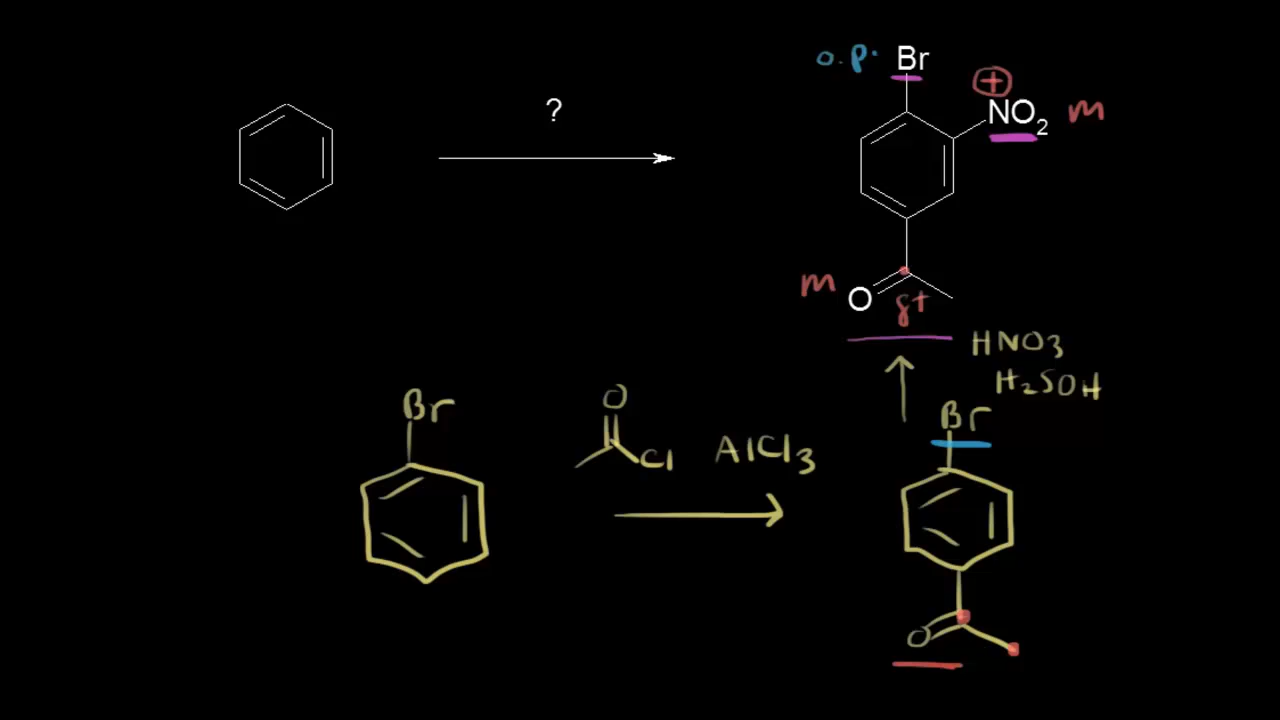 o.p. Br
+
NO2 m
?
m O δ+
HNO3
H2SO4
Br
Br
O
Cl AlCl3
O